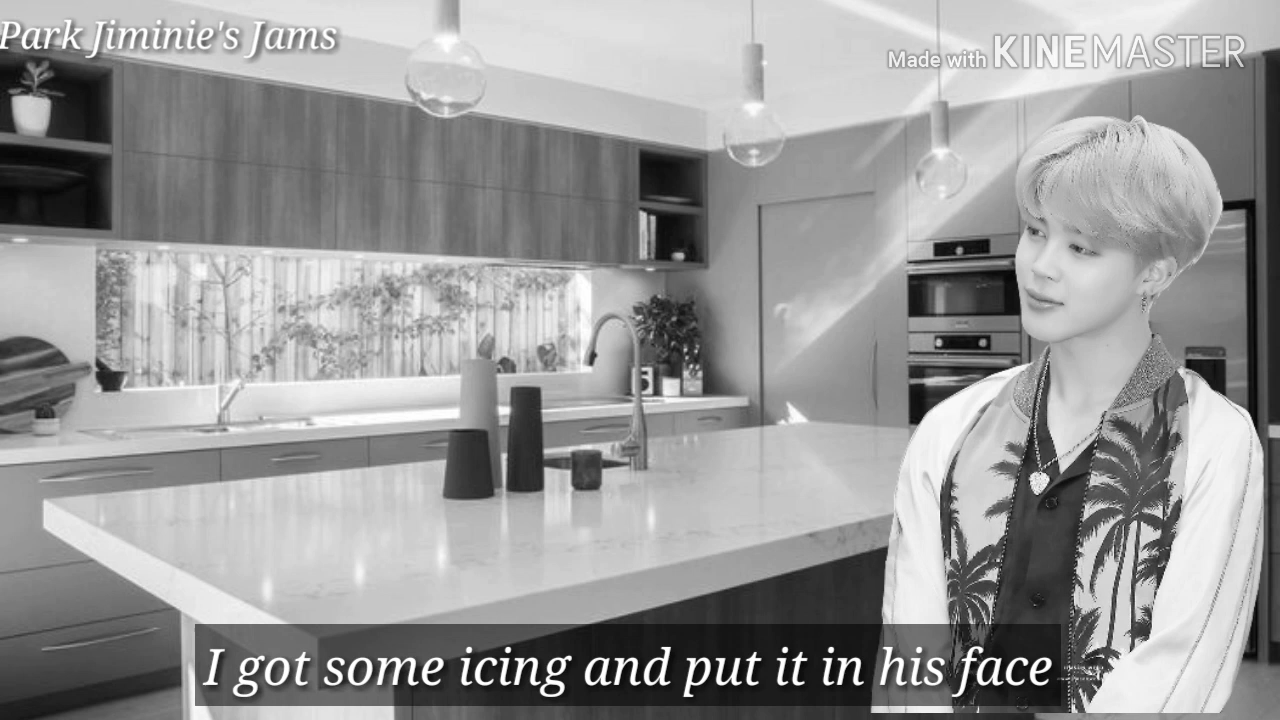 Park Jiminie's Jams
Made with KINEMASTER
I got some icing and put it in his face